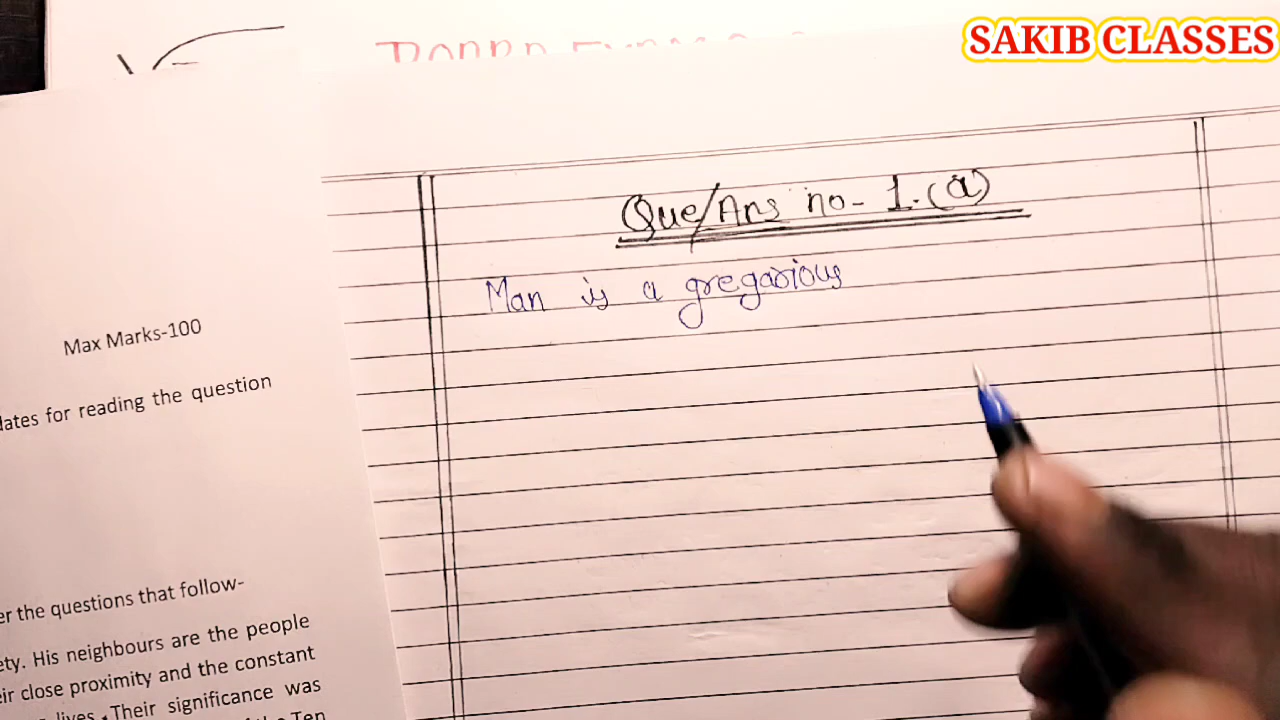 SAKIB CLASSES
Que/Ans no- 1.(a)
Man is a gregarious
Max Marks-100
dates for reading the question
er the questions that follow-
ety. His neighbours are the people
eir close proximity and the constant
lives. Their significance was
the Ten